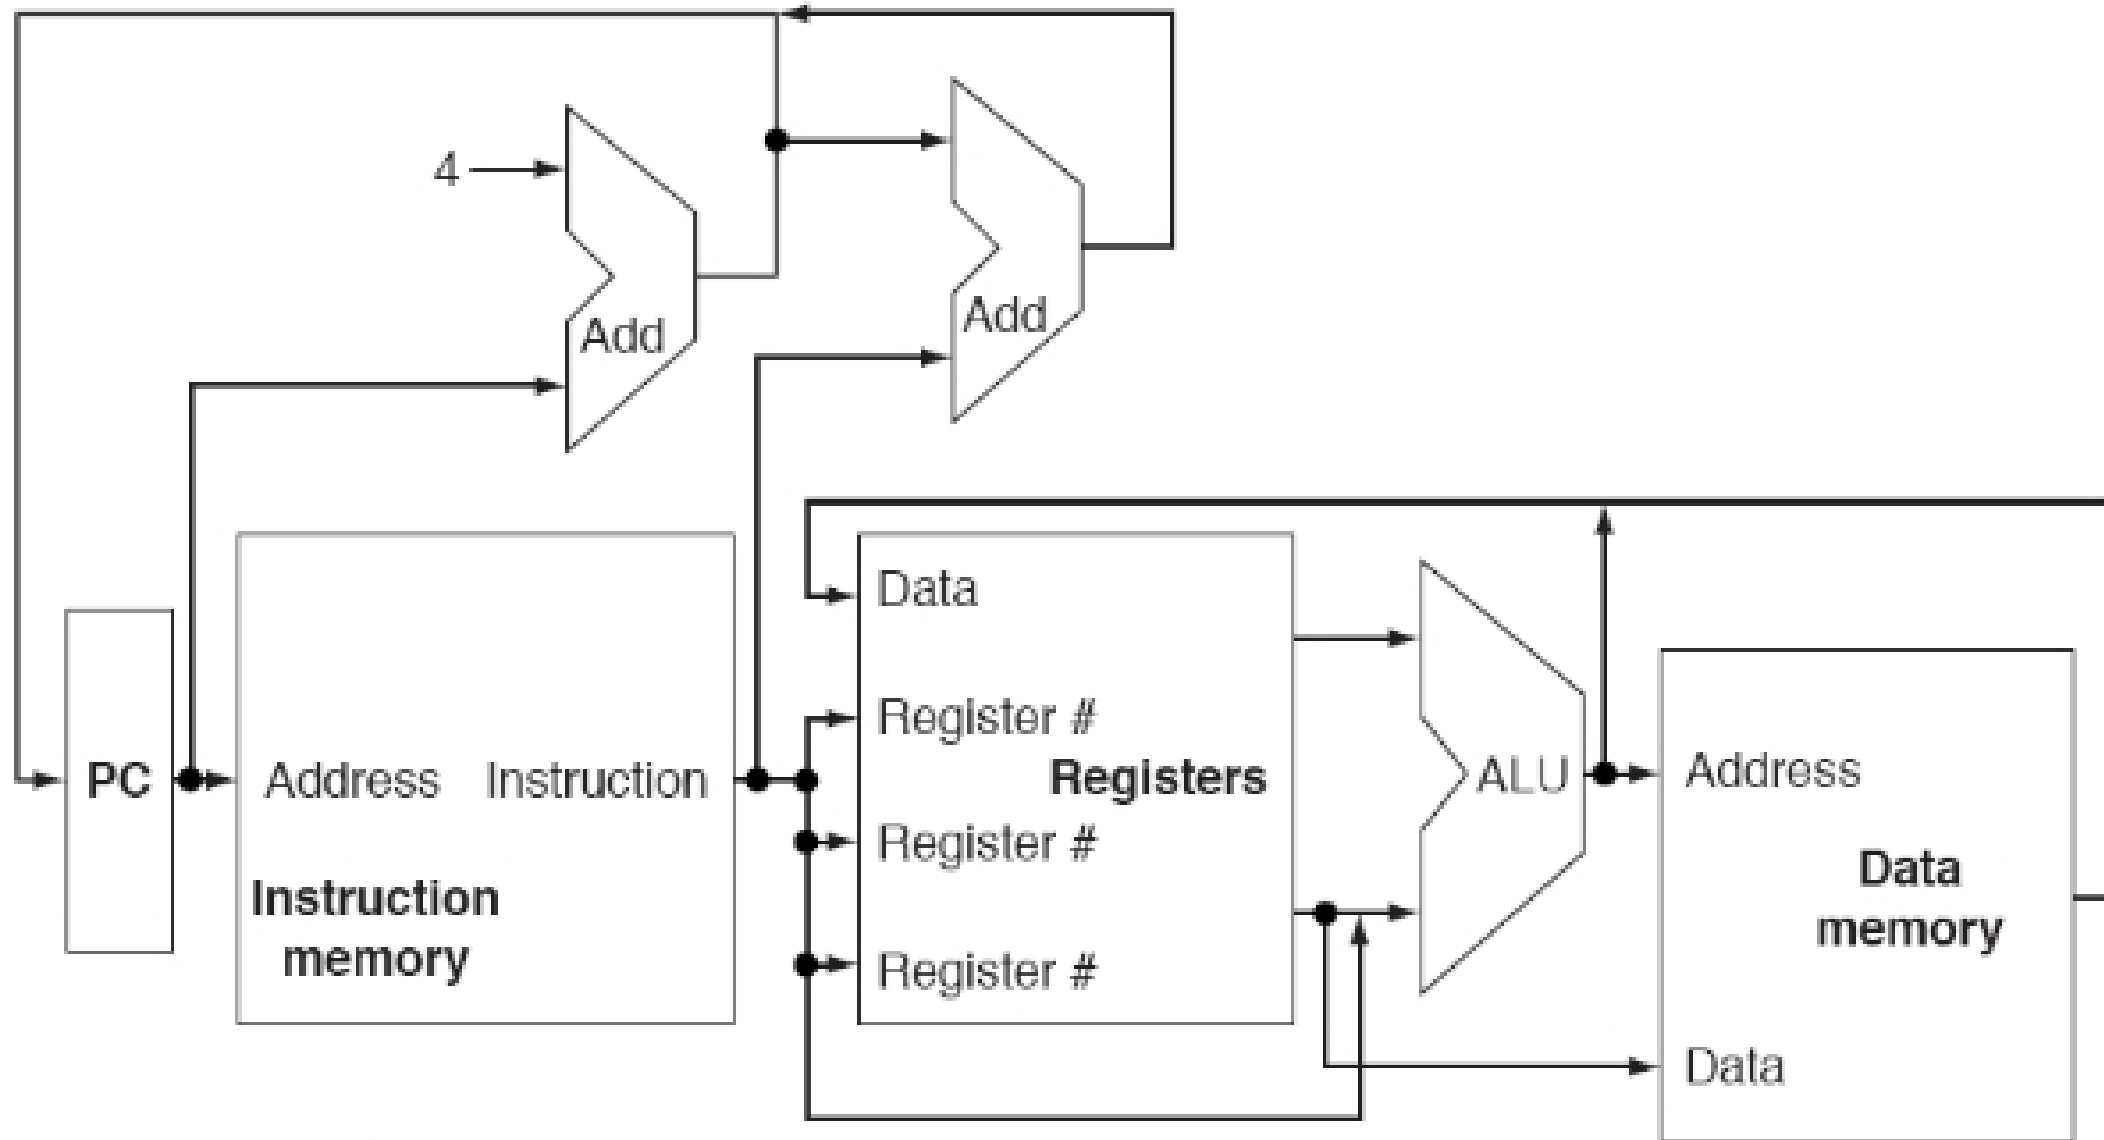 4
Add
Add
Data
Register #
Registers
PC
Address
Instruction
ALU
Address
Register #
Data
memory
Instruction
memory
Register #
Data